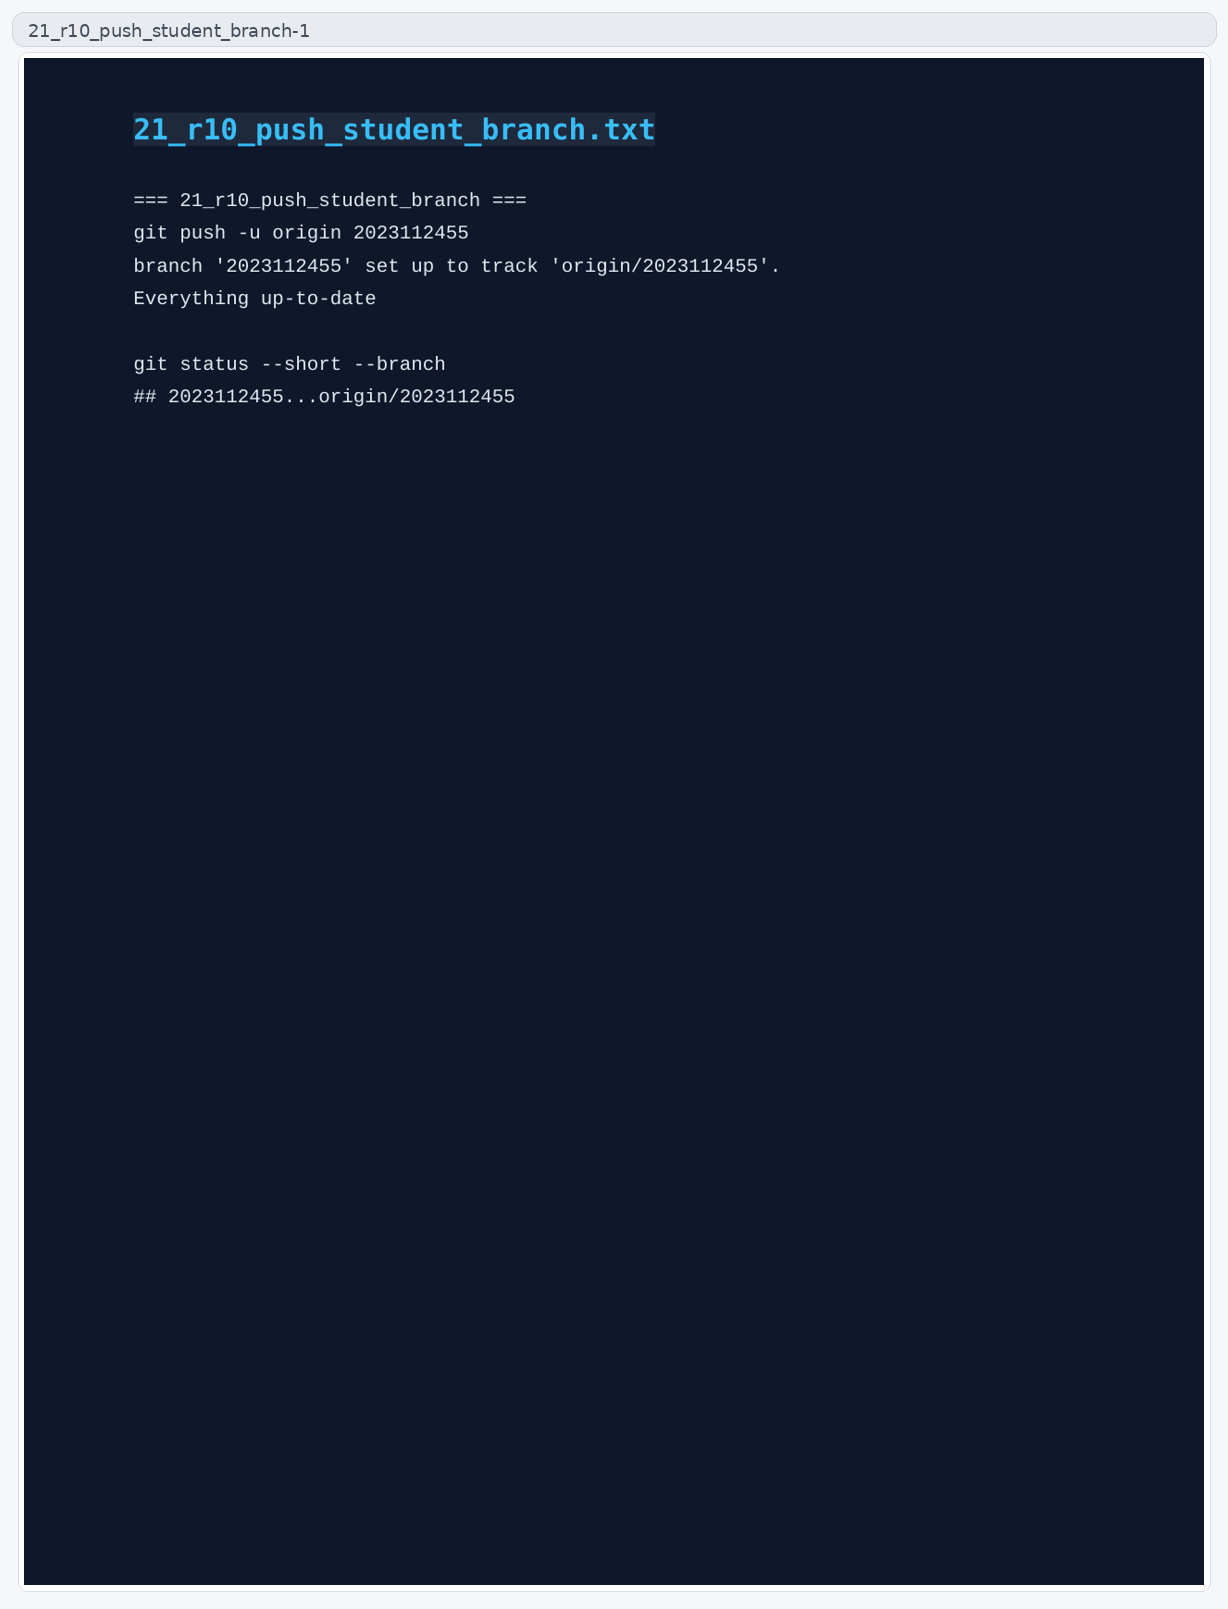 21_r10_push_student_branch-1
21_r10_push_student_branch.txt
=== 21_r10_push_student_branch ===
git push -u origin 2023112455
branch '2023112455' set up to track 'origin/2023112455'.
Everything up-to-date
git status --short --branch
## 2023112455...origin/2023112455